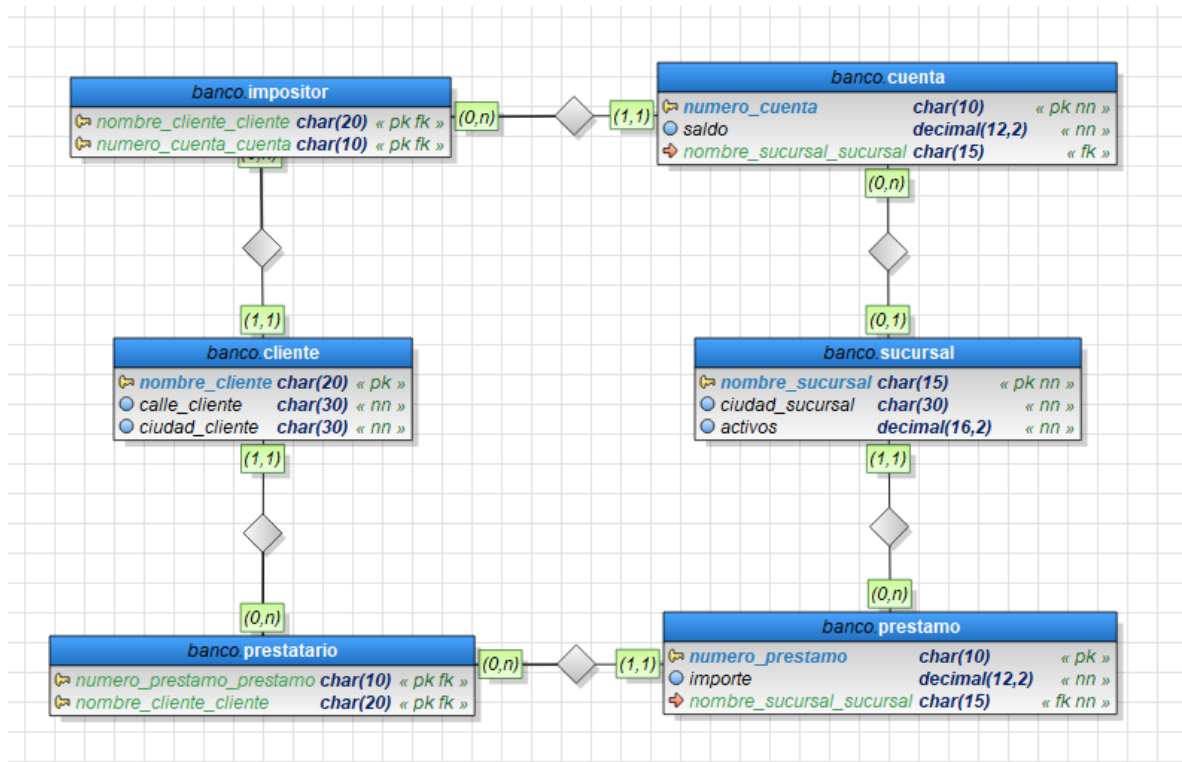 banco.impositor
nombre_cliente_cliente char(20) « pk fk »
numero_cuenta_cuenta char(10) « pk fk »
(0,n)
(1,1)
banco.cuenta
numero_cuenta char(10) « pk nn »
saldo decimal(12,2) « nn »
nombre_sucursal_sucursal char(15) « fk »
(0,n)
(0,n)
(1,1)
(0,1)
banco.cliente
nombre_cliente char(20) « pk »
calle_cliente char(30) « nn »
ciudad_cliente char(30) « nn »
banco.sucursal
nombre_sucursal char(15) « pk nn »
ciudad_sucursal char(30) « nn »
activos decimal(16,2) « nn »
(1,1)
(1,1)
(0,n)
(0,n)
banco.prestatario
numero_prestamo_prestamo char(10) « pk fk »
nombre_cliente_cliente char(20) « pk fk »
(0,n)
(1,1)
banco.prestamo
numero_prestamo char(10) « pk »
importe decimal(12,2) « nn »
nombre_sucursal_sucursal char(15) « fk nn »